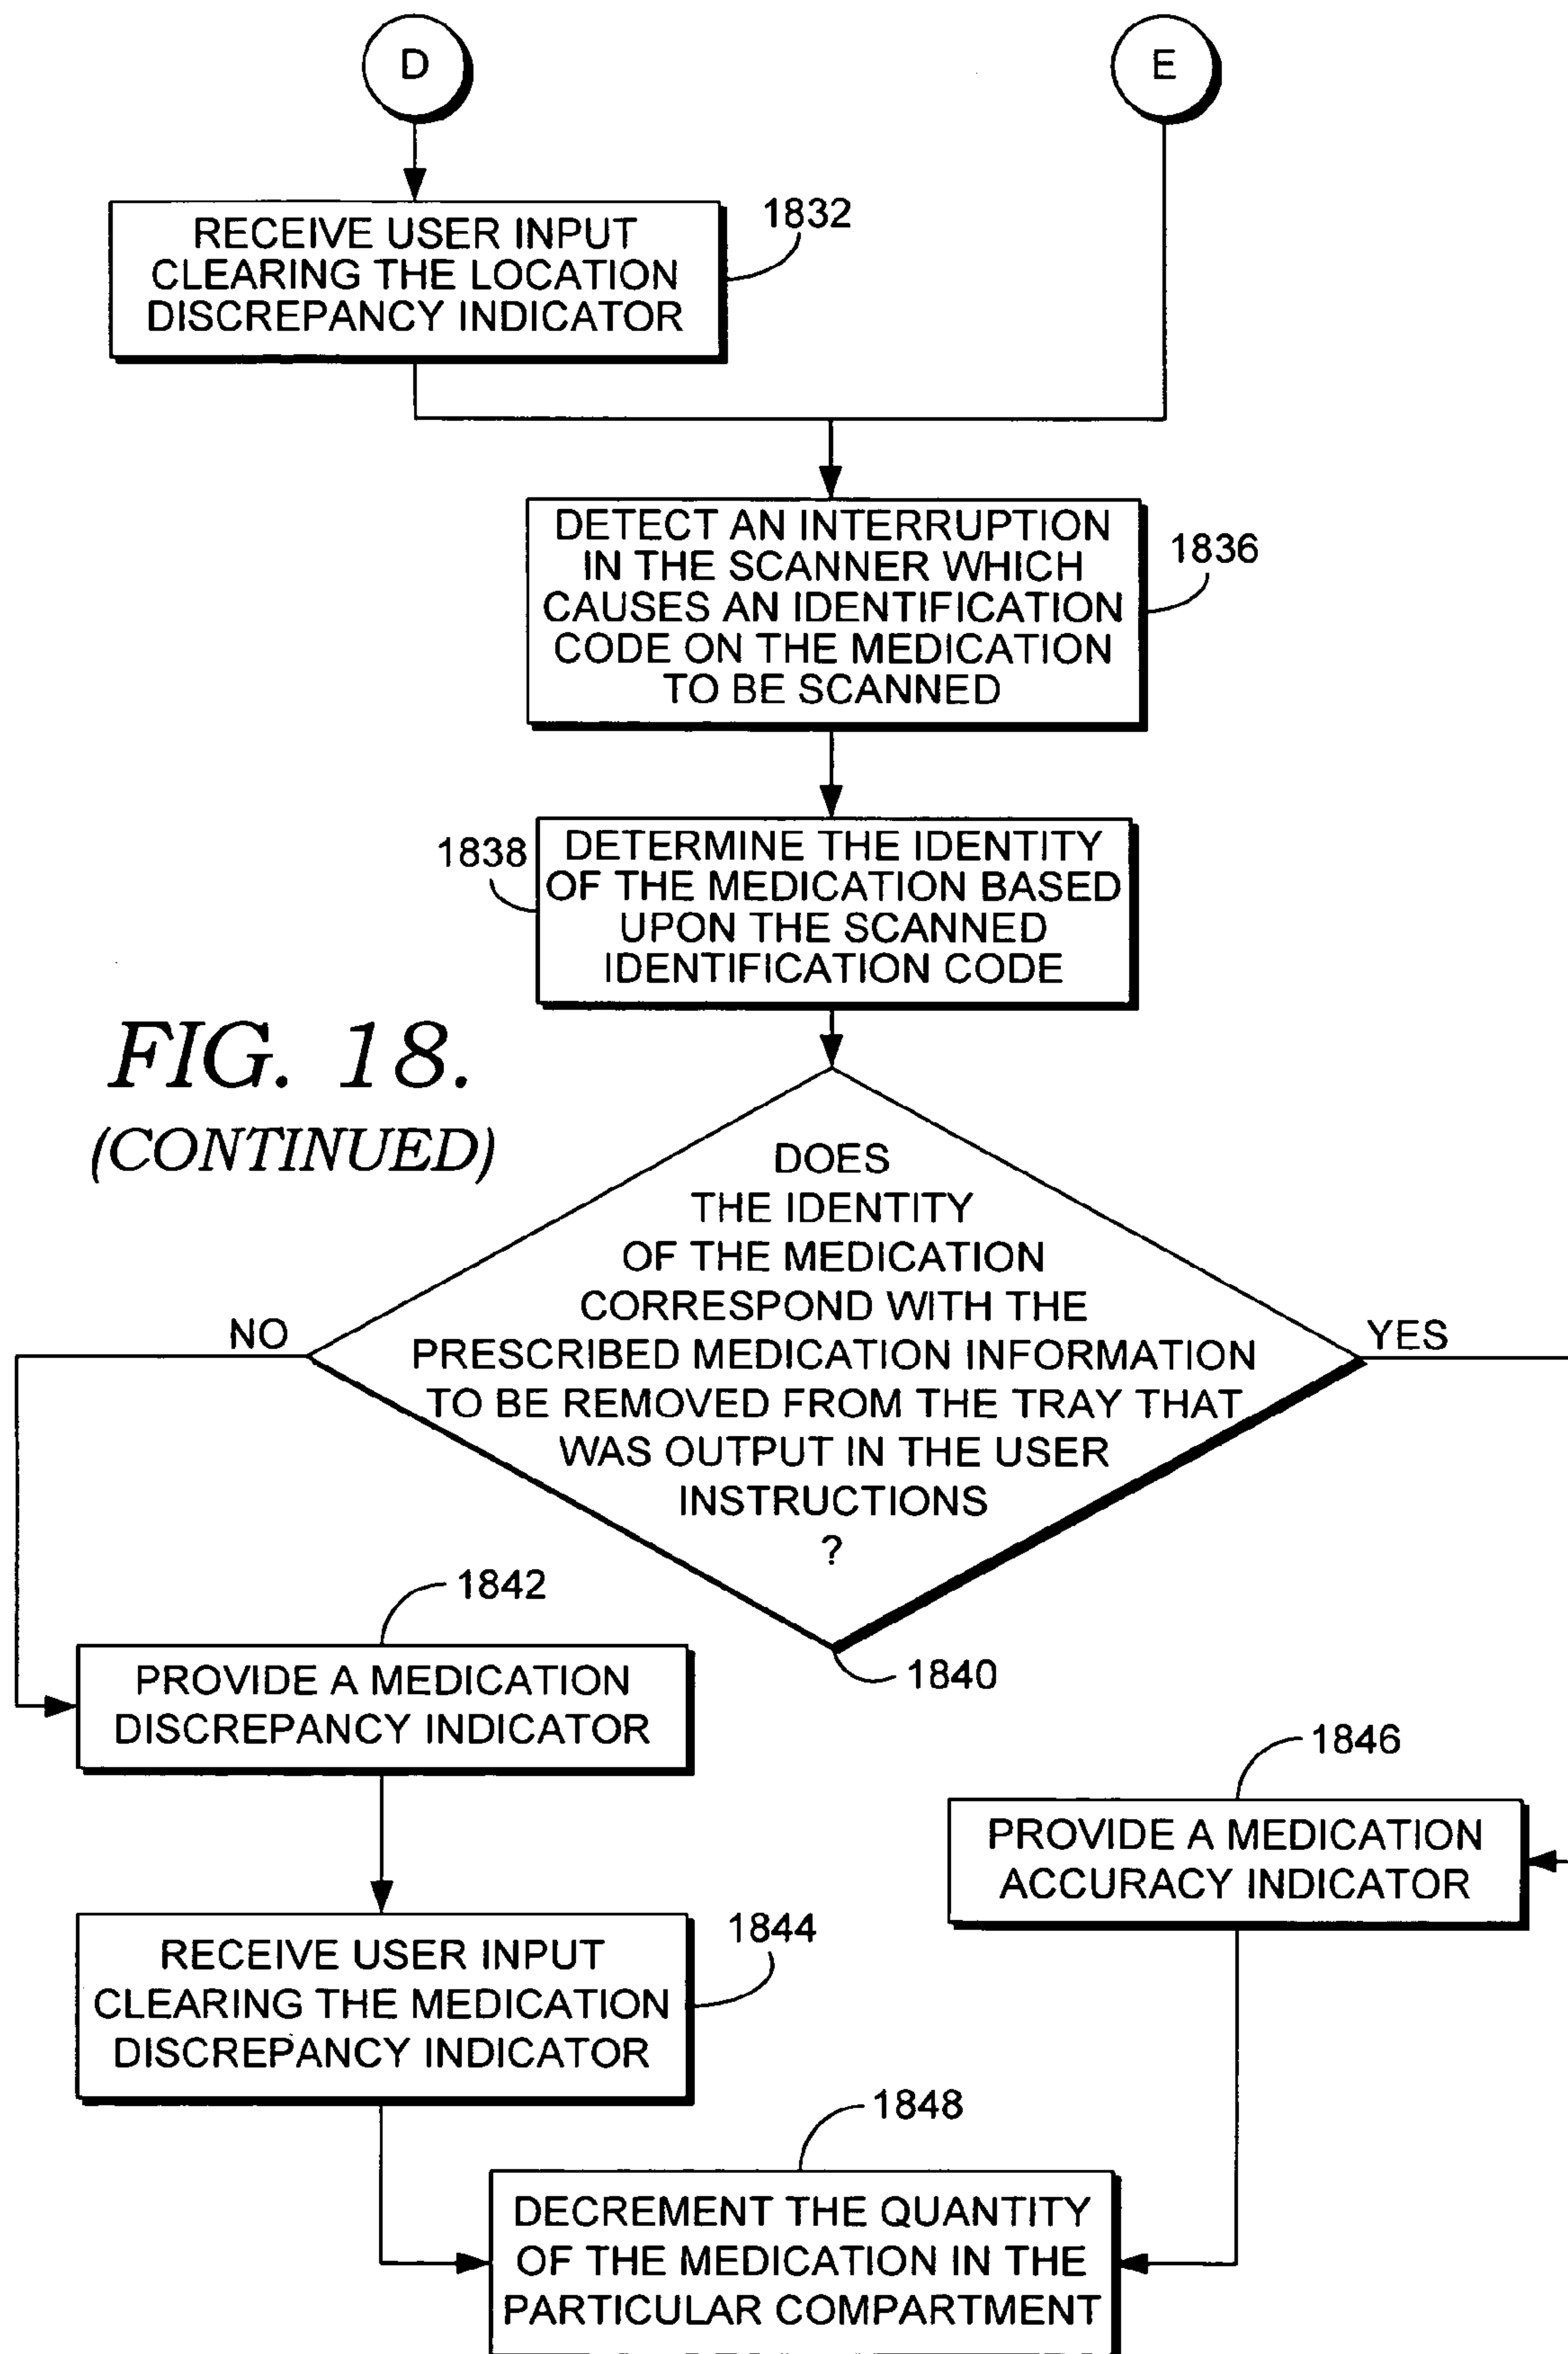 D
E
1832
RECEIVE USER INPUT
CLEARING THE LOCATION
DISCREPANCY INDICATOR
DETECT AN INTERRUPTION
IN THE SCANNER WHICH
CAUSES AN IDENTIFICATION
CODE ON THE MEDICATION
TO BE SCANNED
1836
1838
DETERMINE THE IDENTITY
OF THE MEDICATION BASED
UPON THE SCANNED
IDENTIFICATION CODE
FIG. 18.
(CONTINUED)
DOES
THE IDENTITY
OF THE MEDICATION
CORRESPOND WITH THE
PRESCRIBED MEDICATION INFORMATION
TO BE REMOVED FROM THE TRAY THAT
WAS OUTPUT IN THE USER
INSTRUCTIONS
?
NO
YES
1840
1842
PROVIDE A MEDICATION
DISCREPANCY INDICATOR
1846
PROVIDE A MEDICATION
ACCURACY INDICATOR
1844
RECEIVE USER INPUT
CLEARING THE MEDICATION
DISCREPANCY INDICATOR
1848
DECREMENT THE QUANTITY
OF THE MEDICATION IN THE
PARTICULAR COMPARTMENT